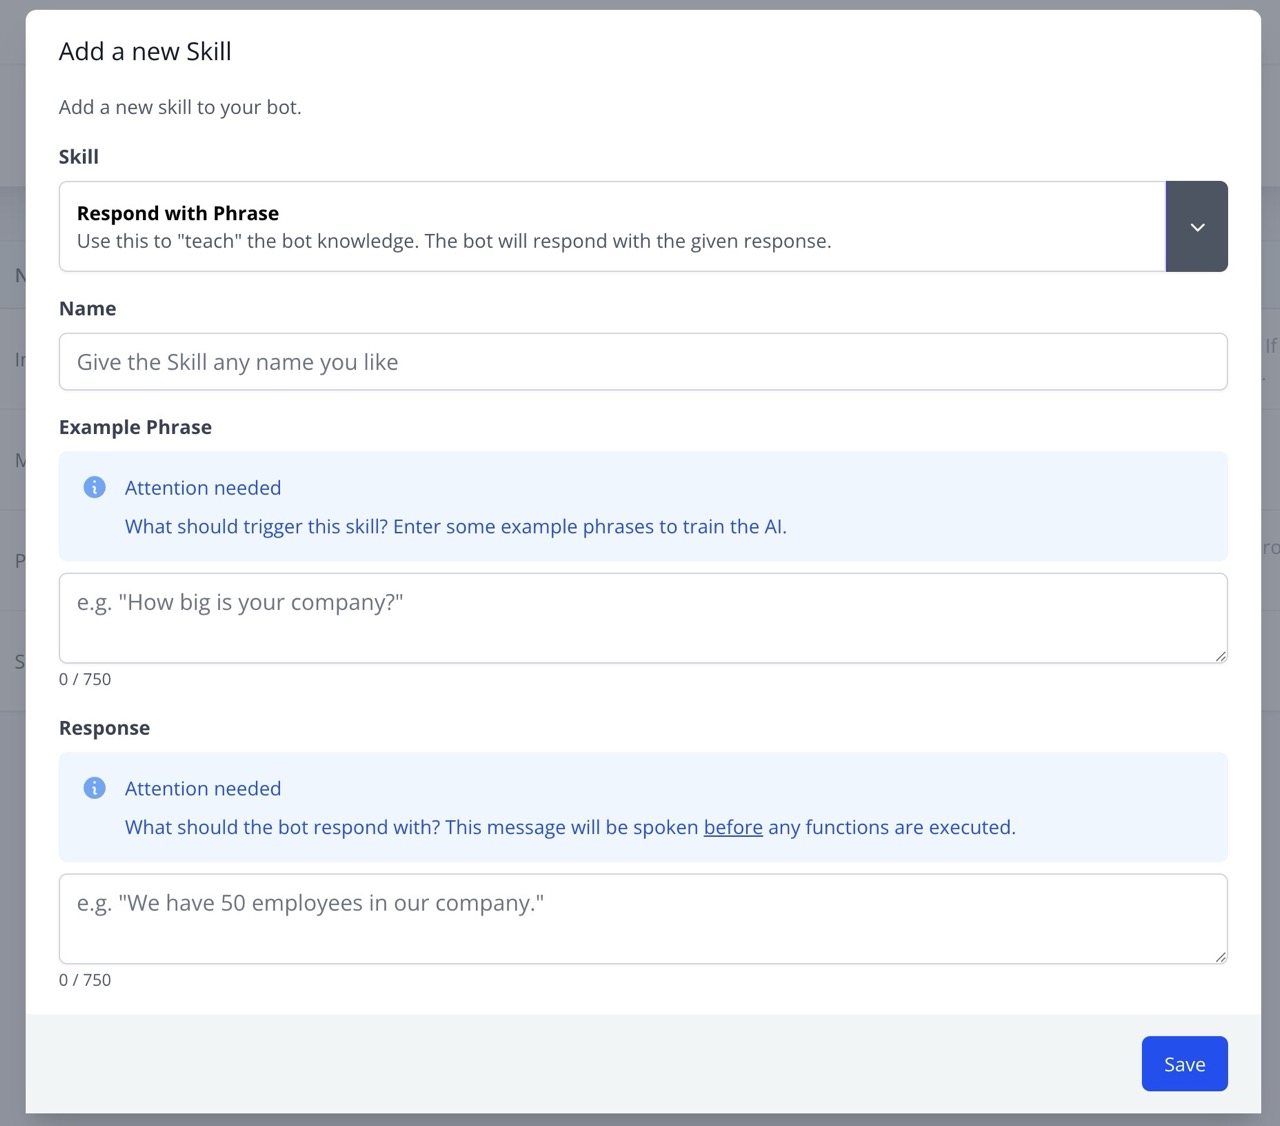 Add a new Skill
Add a new skill to your bot.
Skill
Respond with Phrase
Use this to "teach" the bot knowledge. The bot will respond with the given response.
Name
Give the Skill any name you like
Example Phrase
Attention needed
What should trigger this skill? Enter some example phrases to train the AI.
e.g. "How big is your company?"
0 / 750
Response
Attention needed
What should the bot respond with? This message will be spoken before any functions are executed.
e.g. "We have 50 employees in our company."
0 / 750
Save